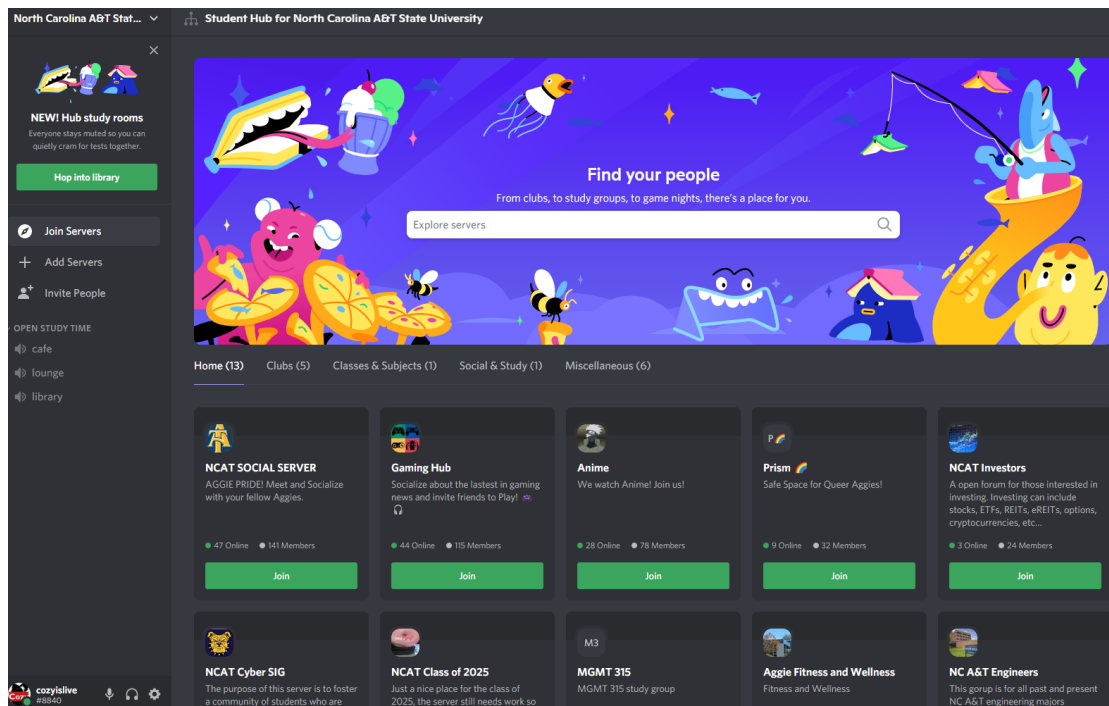 North Carolina A&T Stat...
Student Hub for North Carolina A&T State University
NEW! Hub study rooms
Everyone stays muted so you can
quietly cram for tests together.
Hop into library
Join Servers
Add Servers
Invite People
OPEN STUDY TIME
cafe
lounge
library
cozyislive
#8840
Find your people
From clubs, to study groups, to game nights, there's a place for you.
Explore servers
Home (13) Clubs (5) Classes & Subjects (1) Social & Study (1) Miscellaneous (6)
NCAT SOCIAL SERVER
AGGIE PRIDE! Meet and Socialize
with your fellow Aggies.
47 Online 141 Members
Join
Gaming Hub
Socialize about the lastest in gaming
news and invite friends to Play!
44 Online 115 Members
Join
Anime
We watch Anime! Join us!
28 Online 78 Members
Join
P🌈
Prism 🌈
Safe Space for Queer Aggies!
9 Online 32 Members
Join
NCAT Investors
A open forum for those interested in
investing. Investing can include
stocks, ETFs, REITs, eREITs, options,
cryptocurrencies, etc...
3 Online 24 Members
Join
NCAT Cyber SIG
The purpose of this server is to foster
a community of students who are
NCAT Class of 2025
Just a nice place for the class of
2025, the server still needs work so
M3
MGMT 315
MGMT 315 study group
Aggie Fitness and Wellness
Fitness and Wellness
NC A&T Engineers
This gorup is for all past and present
NC A&T engineering majors